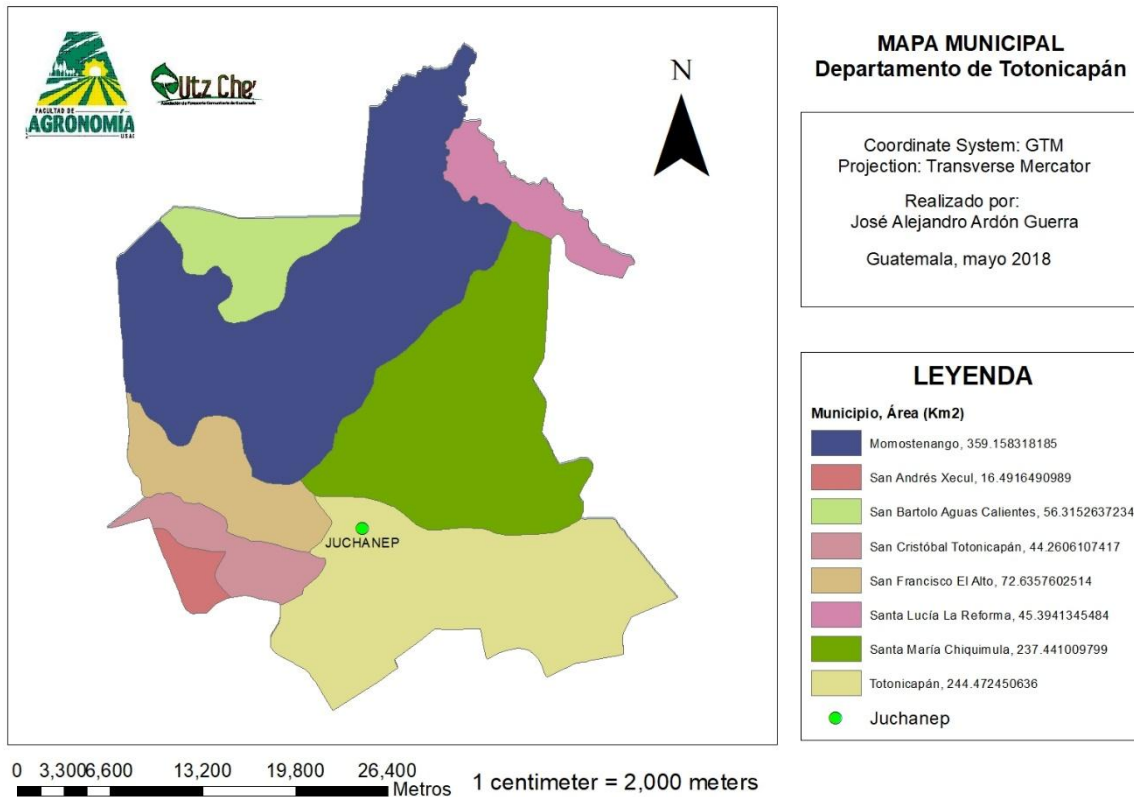 FACULTAD DE
AGRONOMÍA
USAC
Utz Che'
N
JUCHANEP
0 3,300 6,600 13,200 19,800 26,400
Metros
1 centimeter = 2,000 meters
MAPA MUNICIPAL
Departamento de Totonicapán
Coordinate System: GTM
Projection: Transverse Mercator
Realizado por:
José Alejandro Ardón Guerra
Guatemala, mayo 2018
LEYENDA
Municipio, Área (Km2)
Momostenango, 359.158318185
San Andrés Xecul, 16.4916490989
San Bartolo Aguas Calientes, 56.3152637234
San Cristóbal Totonicapán, 44.2606107417
San Francisco El Alto, 72.6357602514
Santa Lucía La Reforma, 45.3941345484
Santa María Chiquimula, 237.441009799
Totonicapán, 244.472450636
Juchanep